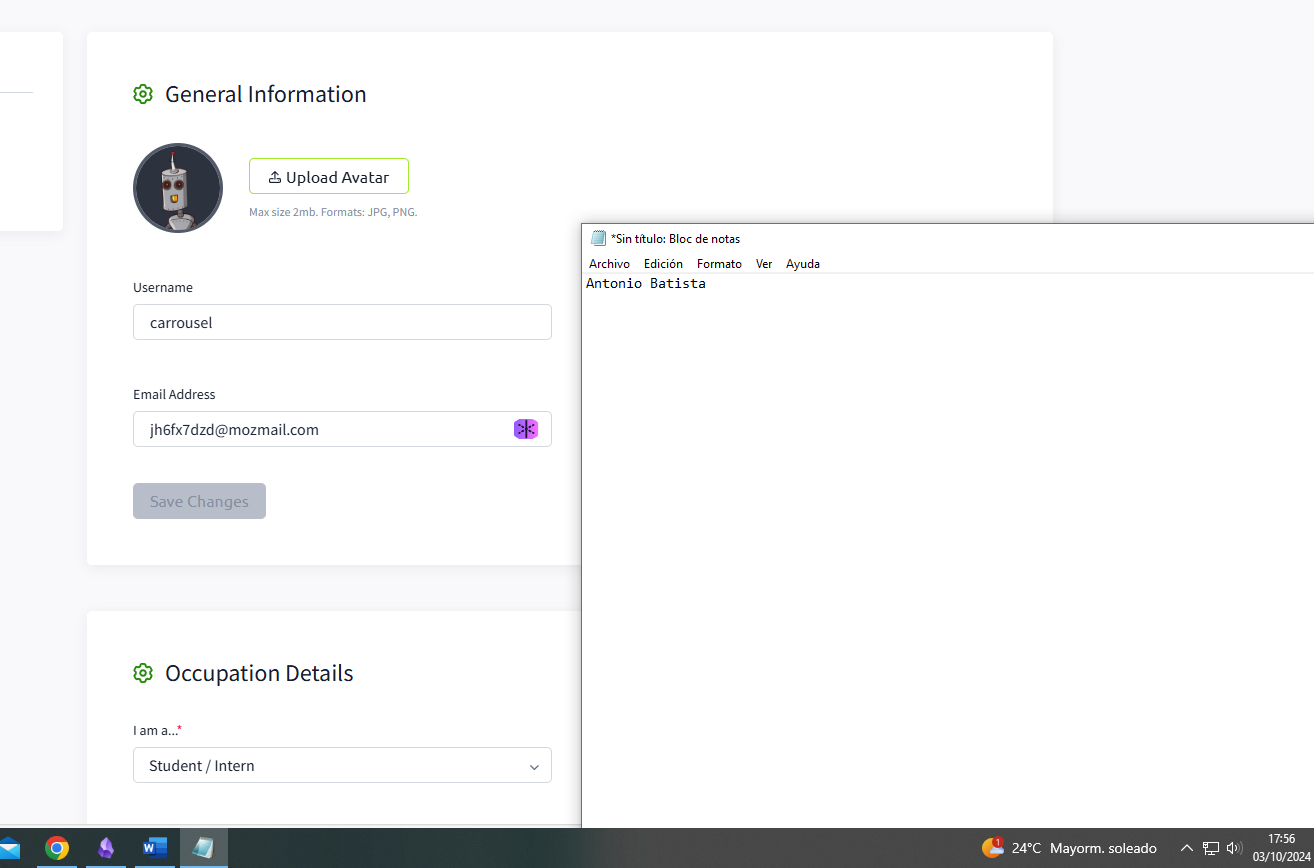 General Information
Upload Avatar
Max size 2mb. Formats: JPG, PNG.
Username
carrousel
Email Address
jh6fx7dzd@mozmail.com
Save Changes
Occupation Details
I am a...*
Student / Intern
*Sin título: Bloc de notas
Archivo Edición Formato Ver Ayuda
Antonio Batista
W
1
24°C Mayorm. soleado
17:56
03/10/2024